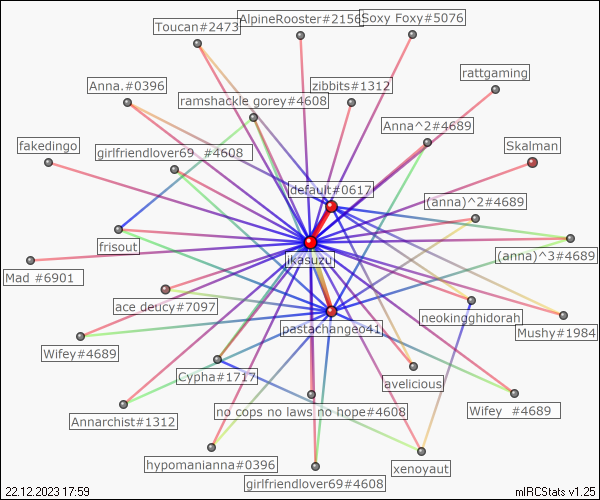 AlpineRooster#2156
Soxy Foxy#5076
Toucan#2473
rattgaming
Anna.#0396
zibbits#1312
ramshackle gorey#4608
Anna^2#4689
fakedingo
Skalman
girlfriendlover69 #4608
default#0617
(anna)^2#4689
frisout
(anna)^3#4689
jikasuzu
Mad #6901
ace deucy#7097
neokingghidorah
pastachangeo41
Mushy#1984
Wifey#4689
Cypha#1717
avelicious
no cops no laws no hope#4608
Wifey #4689
Annarchist#1312
hypomanianna#0396
xenoyaut
girlfriendlover69#4608
22.12.2023 17:59
mIRCStats v1.25